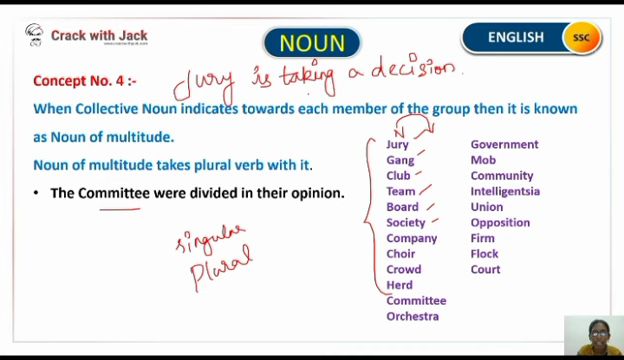 Crack with Jack
NOUN
ENGLISH
SSC
Concept No. 4 :-
Jury is taking a decision.
When Collective Noun indicates towards each member of the group then it is known
as Noun of multitude.
Noun of multitude takes plural verb with it.
• The Committee were divided in their opinion.
singular
Plural
Jury
Gang
Club
Team
Board
Society
Company
Choir
Crowd
Herd
Committee
Orchestra
Government
Mob
Community
Intelligentsia
Union
Opposition
Firm
Flock
Court